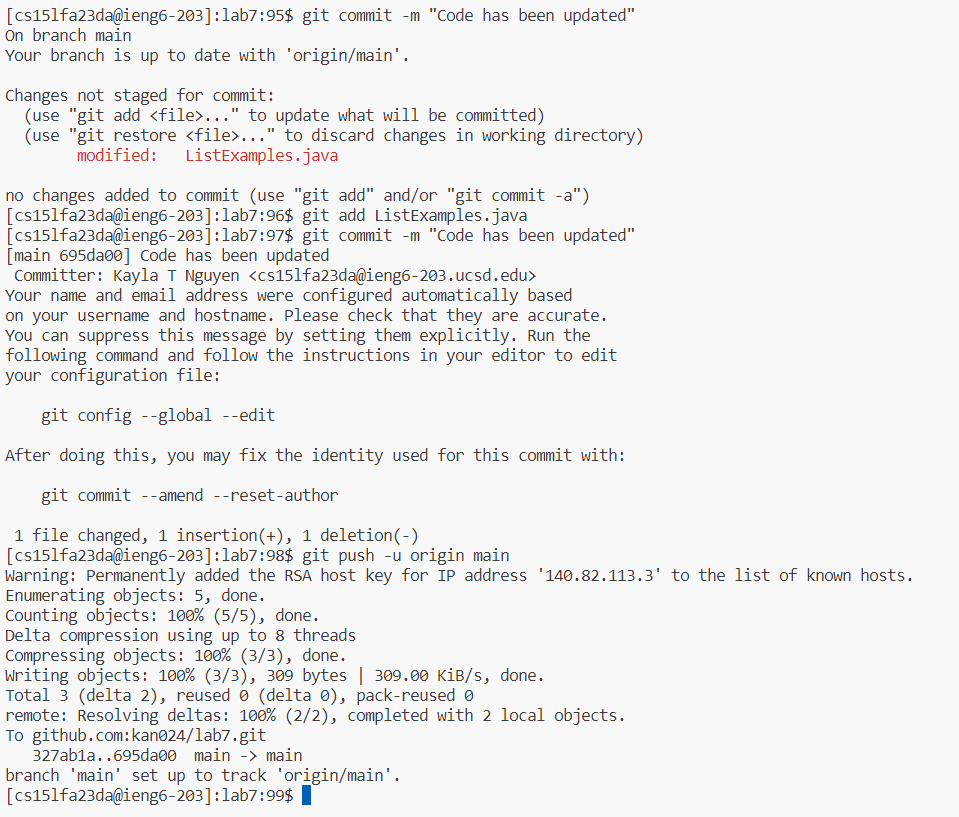 [cs15lfa23da@ieng6-203]:lab7:95$ git commit -m "Code has been updated"
On branch main
Your branch is up to date with 'origin/main'.

Changes not staged for commit:
  (use "git add <file>..." to update what will be committed)
  (use "git restore <file>..." to discard changes in working directory)
        modified:   ListExamples.java

no changes added to commit (use "git add" and/or "git commit -a")
[cs15lfa23da@ieng6-203]:lab7:96$ git add ListExamples.java
[cs15lfa23da@ieng6-203]:lab7:97$ git commit -m "Code has been updated"
[main 695da00] Code has been updated
 Committer: Kayla T Nguyen <cs15lfa23da@ieng6-203.ucsd.edu>
Your name and email address were configured automatically based
on your username and hostname. Please check that they are accurate.
You can suppress this message by setting them explicitly. Run the
following command and follow the instructions in your editor to edit
your configuration file:

    git config --global --edit

After doing this, you may fix the identity used for this commit with:

    git commit --amend --reset-author

 1 file changed, 1 insertion(+), 1 deletion(-)
[cs15lfa23da@ieng6-203]:lab7:98$ git push -u origin main
Warning: Permanently added the RSA host key for IP address '140.82.113.3' to the list of known hosts.
Enumerating objects: 5, done.
Counting objects: 100% (5/5), done.
Delta compression using up to 8 threads
Compressing objects: 100% (3/3), done.
Writing objects: 100% (3/3), 309 bytes | 309.00 KiB/s, done.
Total 3 (delta 2), reused 0 (delta 0), pack-reused 0
remote: Resolving deltas: 100% (2/2), completed with 2 local objects.
To github.com:kan024/lab7.git
   327ab1a..695da00  main -> main
branch 'main' set up to track 'origin/main'.
[cs15lfa23da@ieng6-203]:lab7:99$